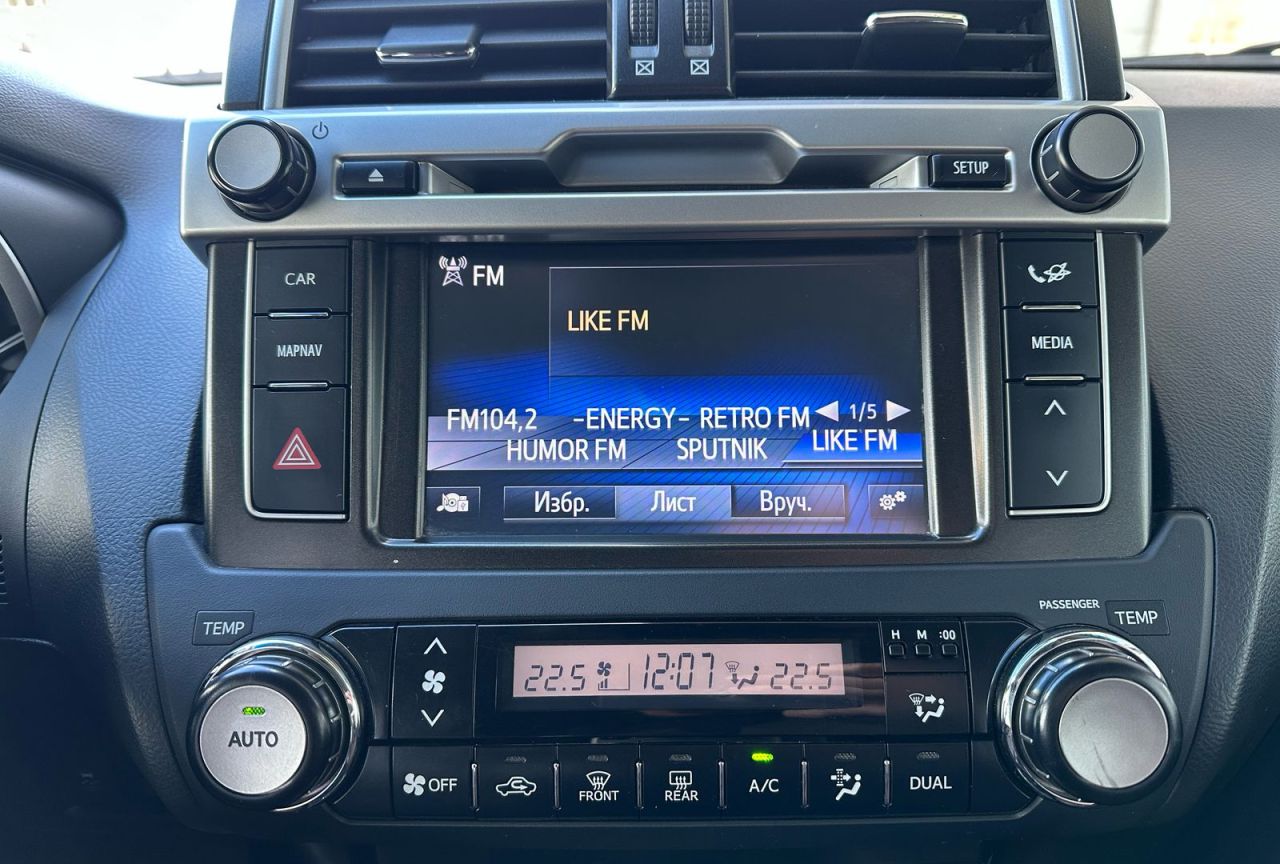 SETUP
CAR
MAPNAV
MEDIA
FM
LIKE FM
FM104,2 -ENERGY- RETRO FM 1/5
HUMOR FM SPUTNIK LIKE FM
Избр. Лист Вруч.
TEMP
PASSENGER
TEMP
H M :00
22.5 12:07 22.5
AUTO
OFF
FRONT
REAR
A/C
DUAL